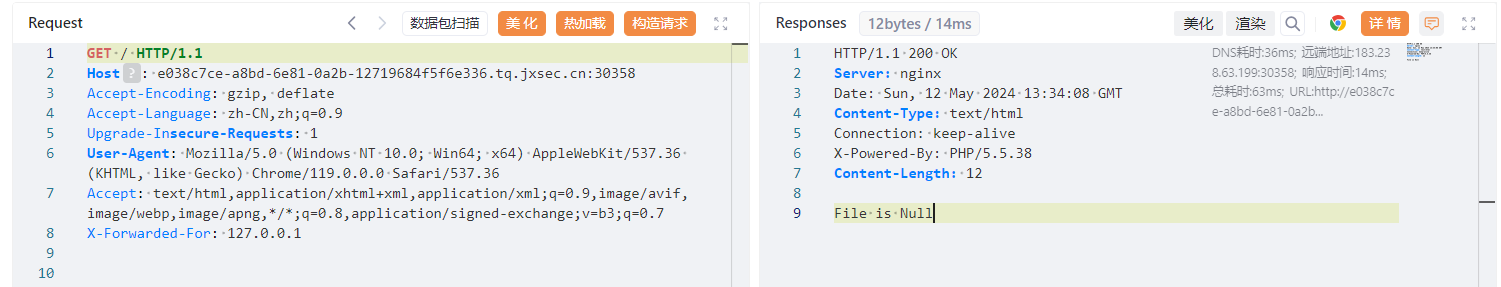 Request
数据包扫描
美化
热加载
构造请求
1 GET / HTTP/1.1
2 Host ? : e038c7ce-a8bd-6e81-0a2b-12719684f5f6e336.tq.jxsec.cn:30358
3 Accept-Encoding: gzip, deflate
4 Accept-Language: zh-CN,zh;q=0.9
5 Upgrade-Insecure-Requests: 1
6 User-Agent: Mozilla/5.0 (Windows NT 10.0; Win64; x64) AppleWebKit/537.36
(KHTML, like Gecko) Chrome/119.0.0.0 Safari/537.36
7 Accept: text/html,application/xhtml+xml,application/xml;q=0.9,image/avif,
image/webp,image/apng,*/*;q=0.8,application/signed-exchange;v=b3;q=0.7
8 X-Forwarded-For: 127.0.0.1
9
10
Responses
12bytes / 14ms
美化
渲染
详情
1 HTTP/1.1 200 OK
2 Server: nginx
3 Date: Sun, 12 May 2024 13:34:08 GMT
4 Content-Type: text/html
5 Connection: keep-alive
6 X-Powered-By: PHP/5.5.38
7 Content-Length: 12
8
9 File is Null
DNS耗时:36ms; 远端地址:183.23
8.63.199:30358; 响应时间:14ms;
总耗时:63ms; URL:http://e038c7c
e-a8bd-6e81-0a2b...